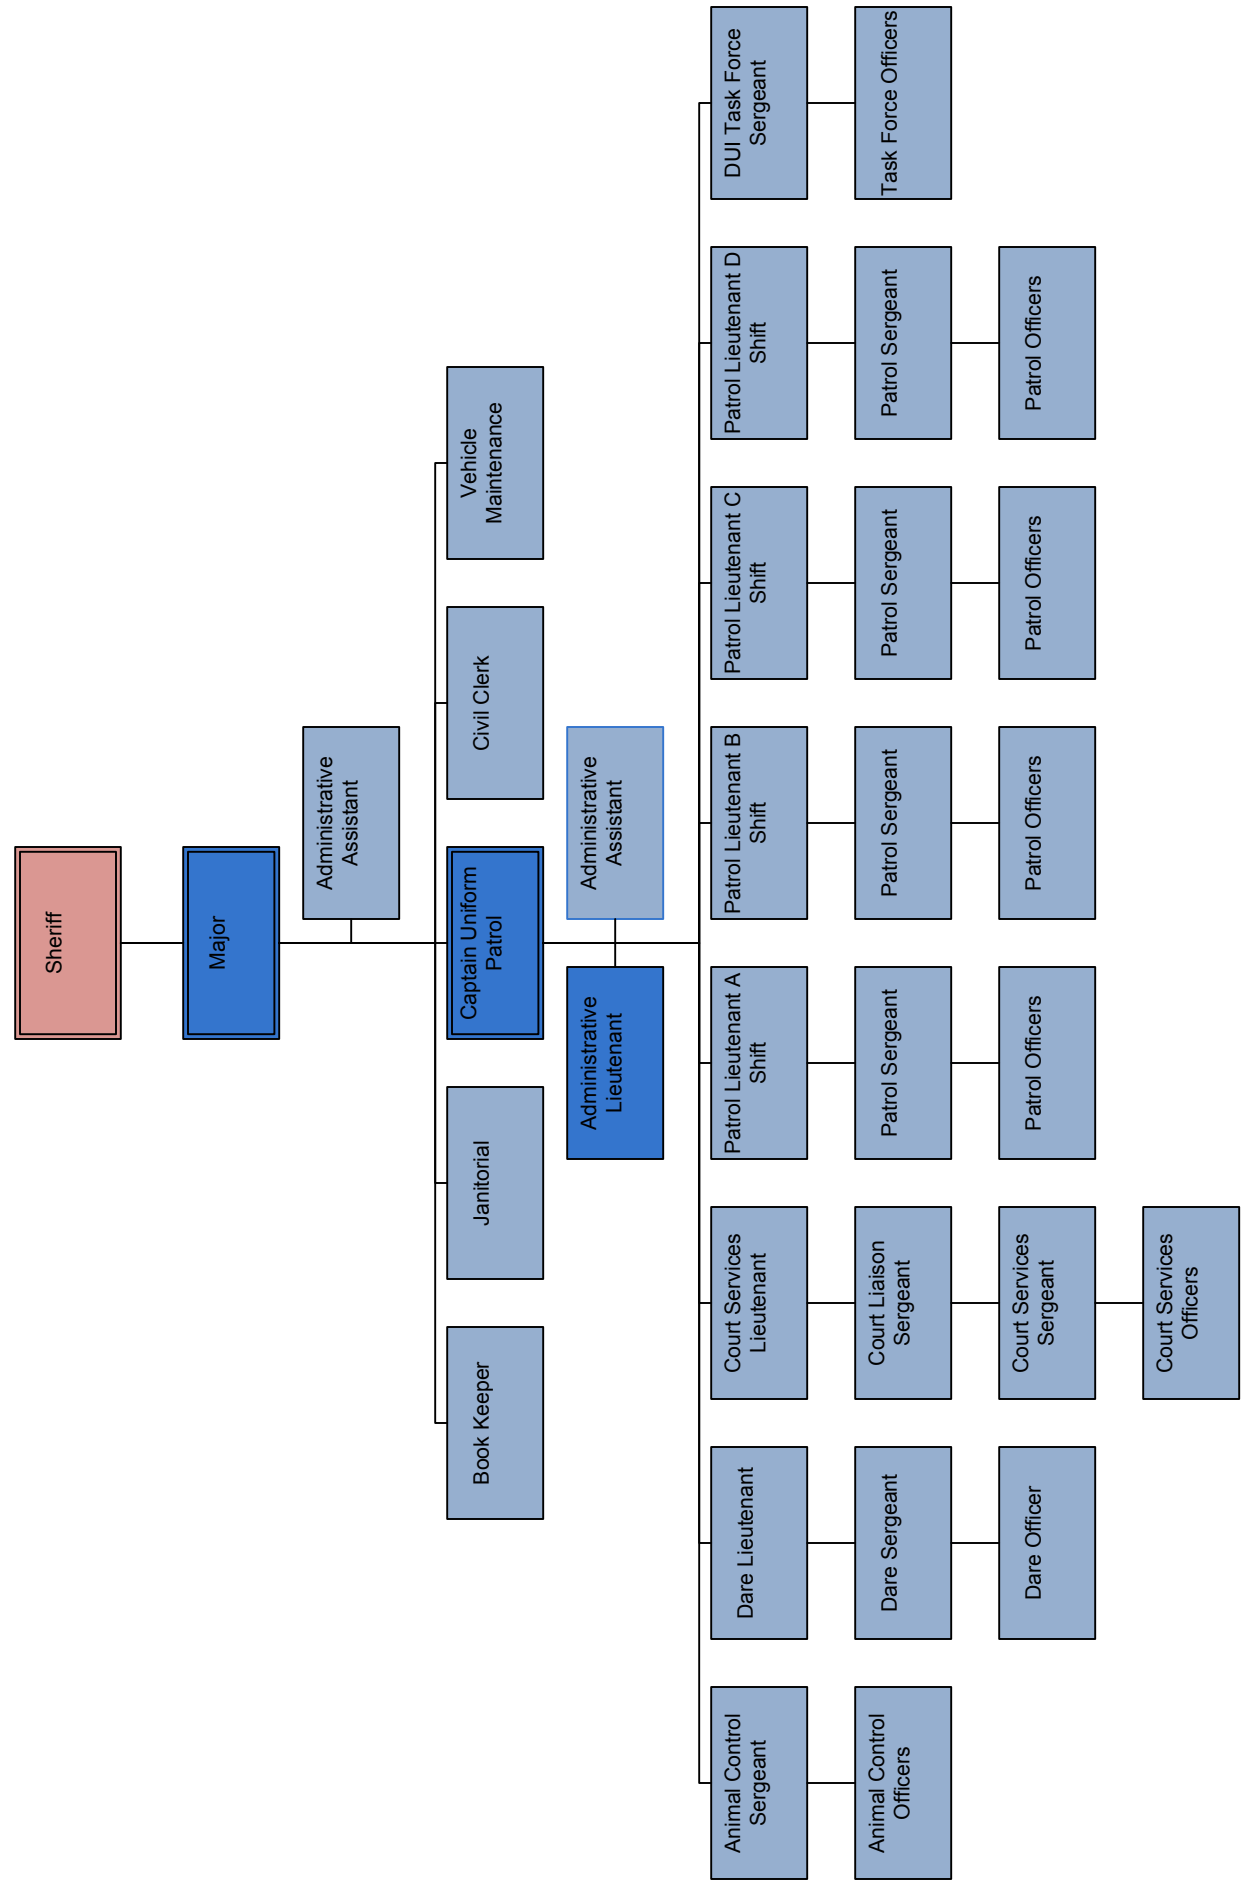 Sheriff
Major
Administrative
Assistant
Book Keeper
Janitorial
Captain Uniform
Patrol
Civil Clerk
Vehicle
Maintenance
Administrative
Lieutenant
Administrative
Assistant
Animal Control
Sergeant
Dare Lieutenant
Court Services
Lieutenant
Patrol Lieutenant A
Shift
Patrol Lieutenant B
Shift
Patrol Lieutenant C
Shift
Patrol Lieutenant D
Shift
DUI Task Force
Sergeant
Animal Control
Officers
Dare Sergeant
Court Liaison
Sergeant
Patrol Sergeant
Patrol Sergeant
Patrol Sergeant
Patrol Sergeant
Task Force Officers
Dare Officer
Court Services
Sergeant
Patrol Officers
Patrol Officers
Patrol Officers
Patrol Officers
Court Services
Officers